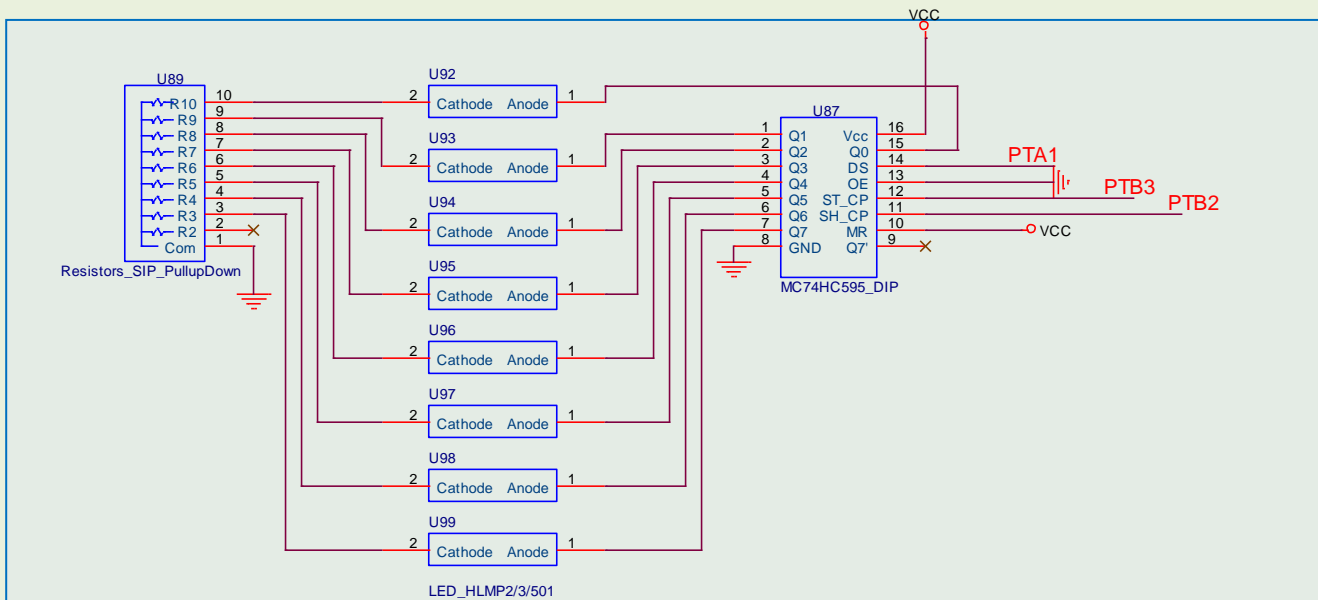 VCC
U89
R10 10
R9 9
R8 8
R7 7
R6 6
R5 5
R4 4
R3 3
R2 2
Com 1
Resistors_SIP_PullupDown
U92
2 Cathode Anode 1
U93
2 Cathode Anode 1
U94
2 Cathode Anode 1
U95
2 Cathode Anode 1
U96
2 Cathode Anode 1
U97
2 Cathode Anode 1
U98
2 Cathode Anode 1
U99
2 Cathode Anode 1
LED_HLMP2/3/501
U87
1 Q1 Vcc 16
2 Q2 Q0 15
3 Q3 DS 14 PTA1
4 Q4 OE 13
5 Q5 ST_CP 12 PTB3
6 Q6 SH_CP 11 PTB2
7 Q7 MR 10 VCC
8 GND Q7' 9
MC74HC595_DIP